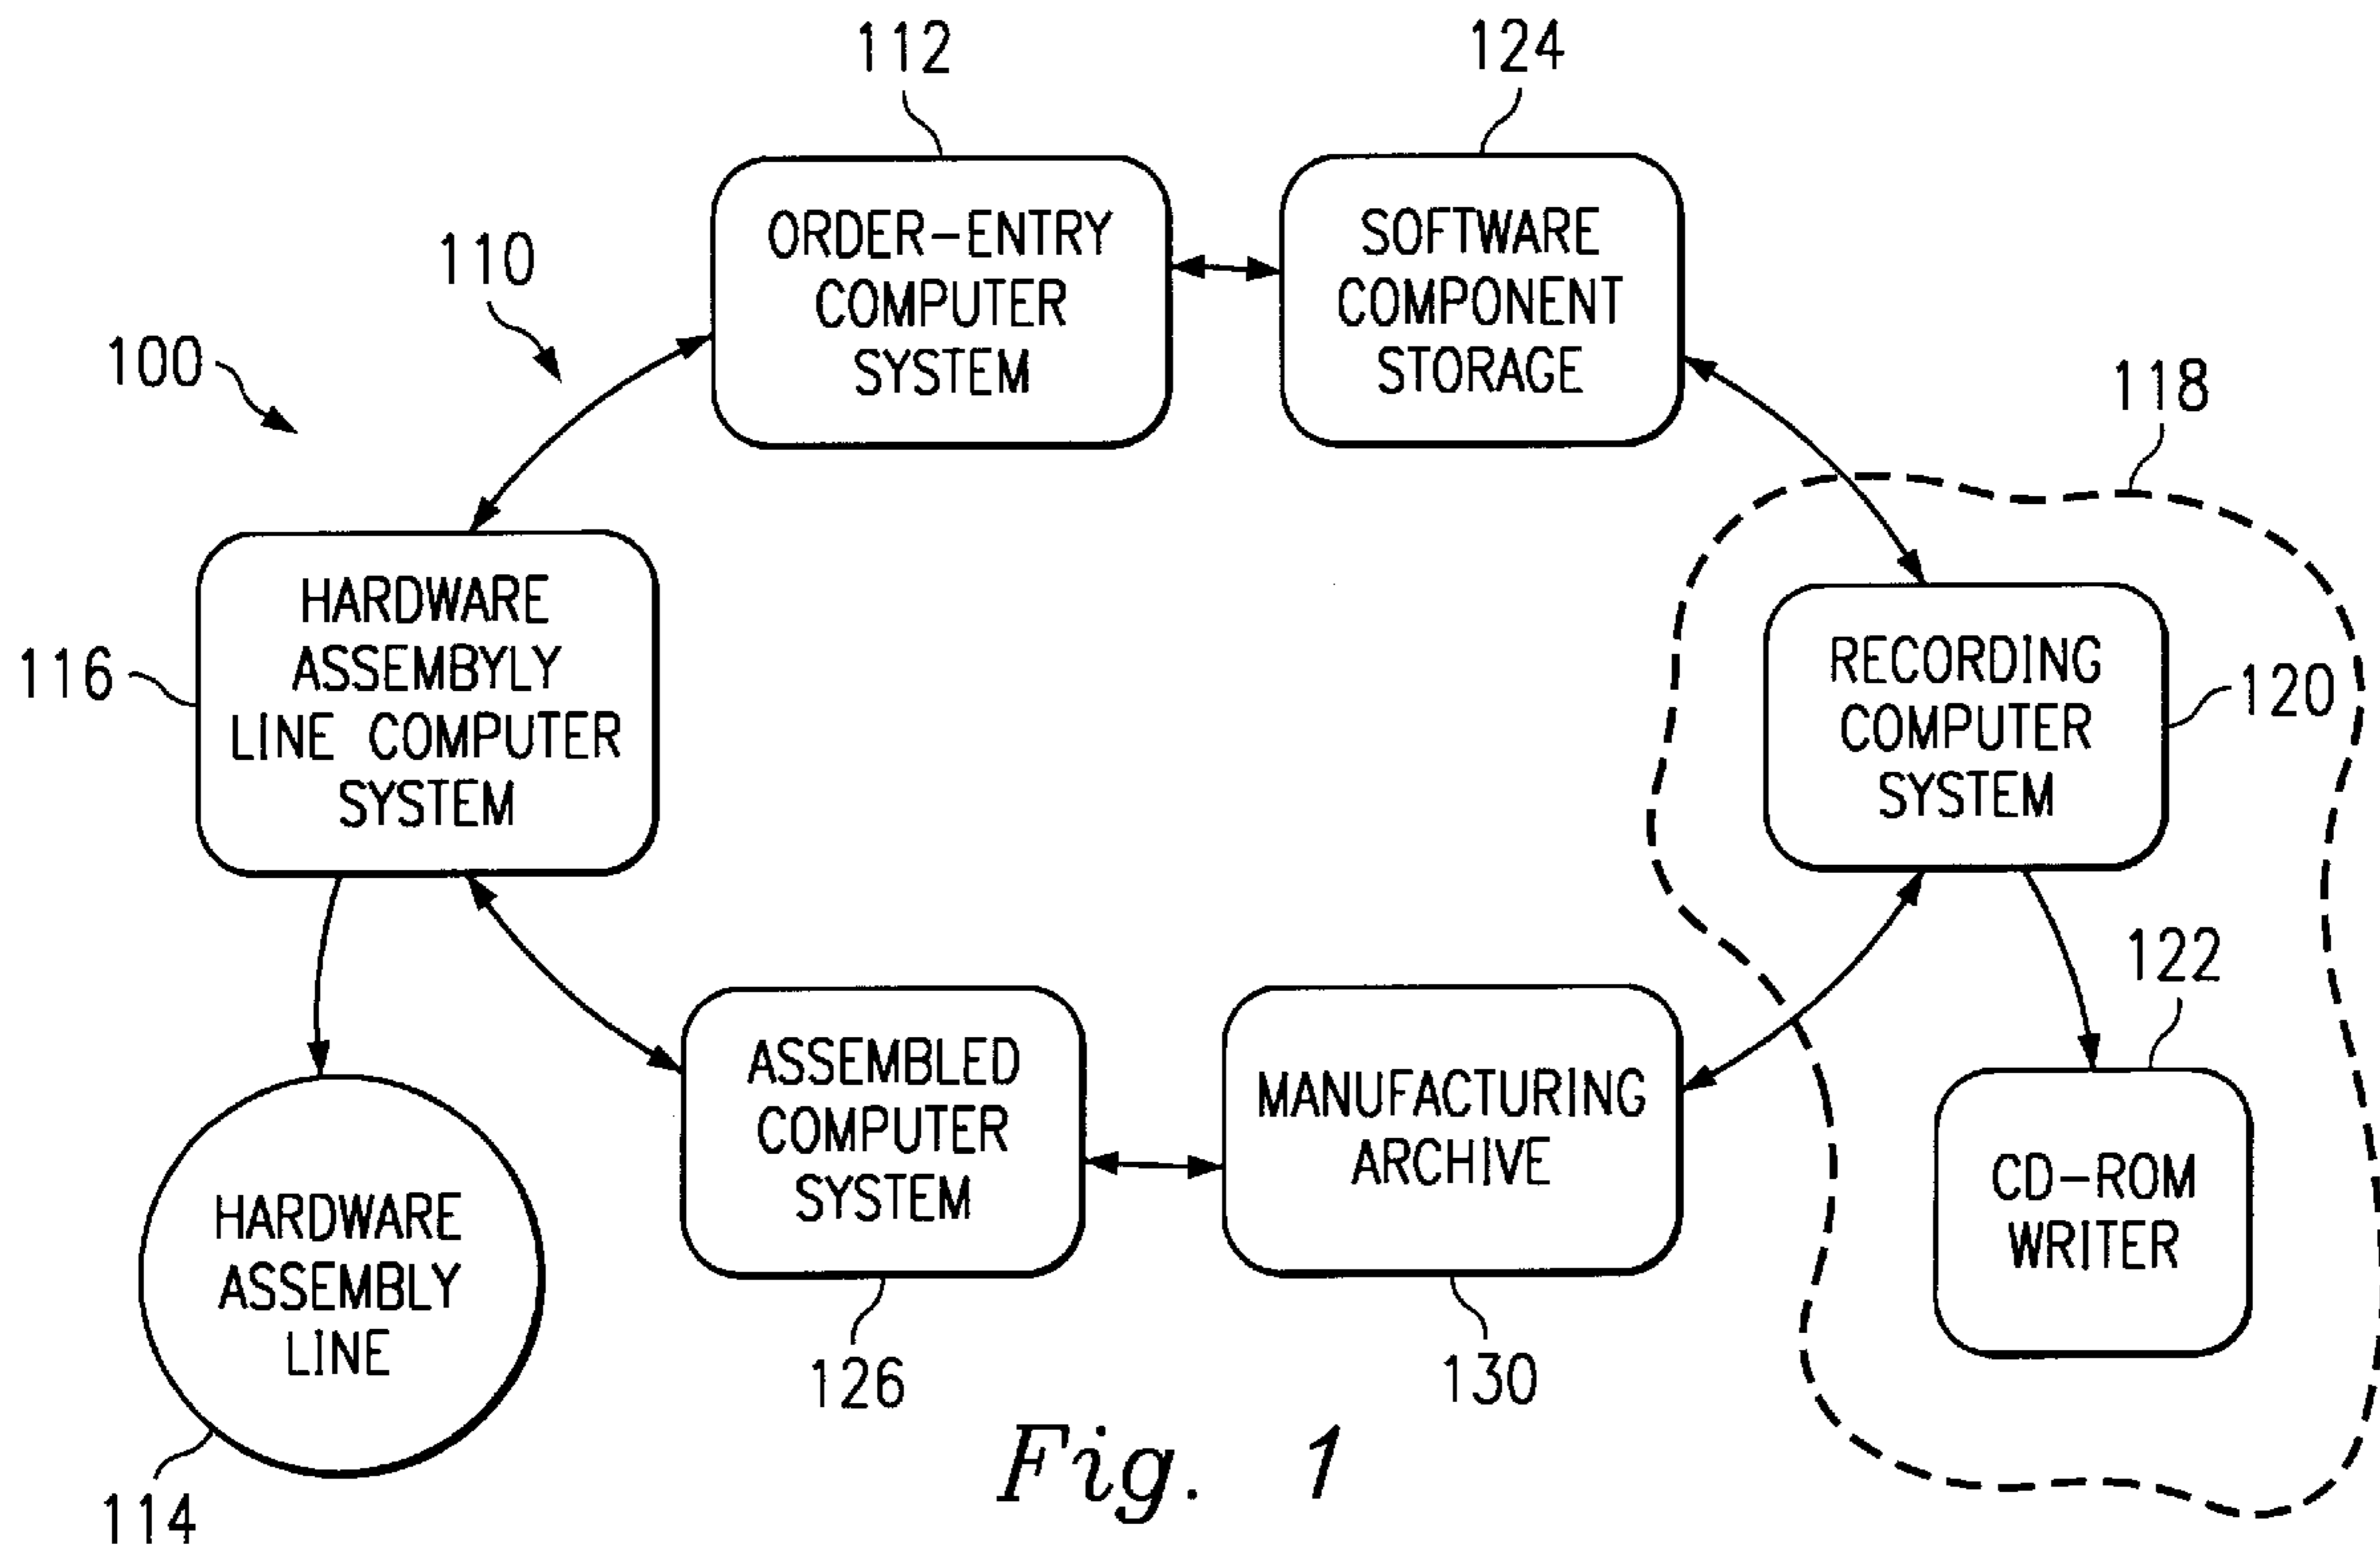 112
124
ORDER-ENTRY
COMPUTER
SYSTEM
SOFTWARE
COMPONENT
STORAGE
110
100
118
HARDWARE
ASSEMBYLY
LINE COMPUTER
SYSTEM
116
RECORDING
COMPUTER
SYSTEM
120
122
ASSEMBLED
COMPUTER
SYSTEM
MANUFACTURING
ARCHIVE
CD-ROM
WRITER
HARDWARE
ASSEMBLY
LINE
126
130
114
Fig. 1